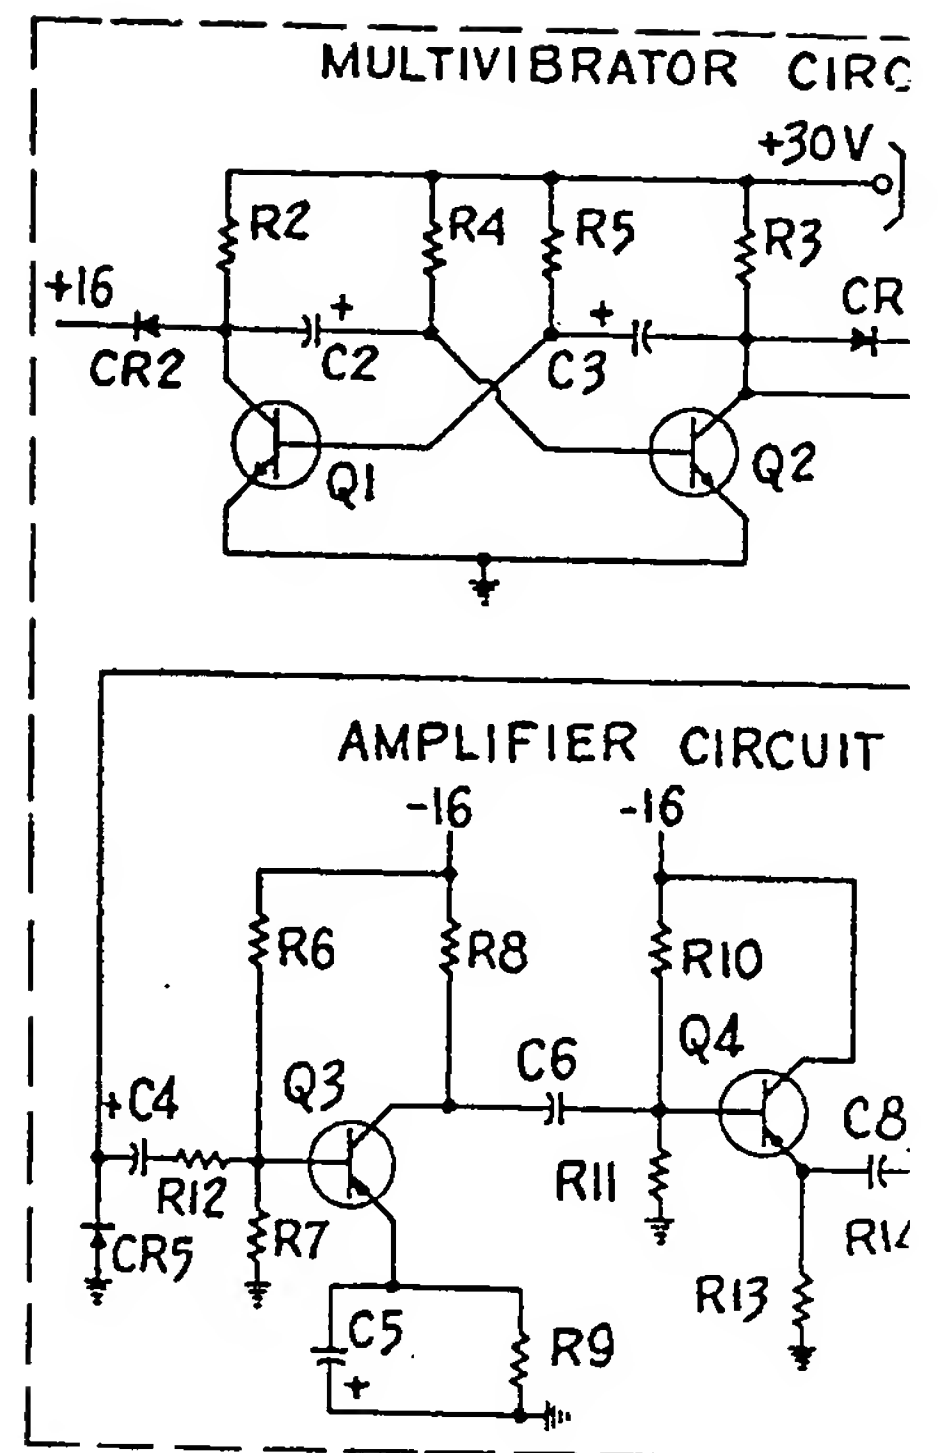 MULTIVIBRATOR CIRC
+30V
R2
R4
R5
R3
+16
+
+
CR
CR2
C2
C3
Q1
Q2
AMPLIFIER CIRCUIT
-16
-16
R6
R8
R10
Q4
C6
Q3
+C4
C8
R12
R11
R7
CR5
R14
R13
C5
R9
+